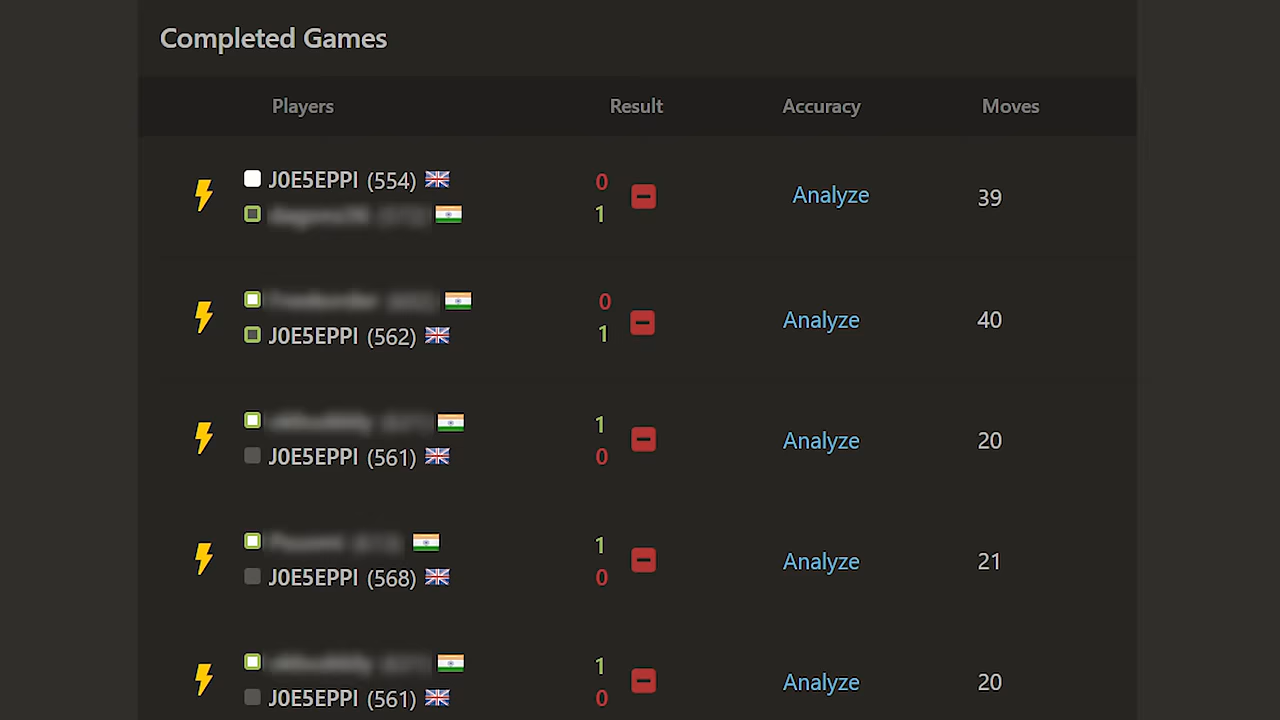 Completed Games
Players Result Accuracy Moves
J0E5EPPI (554) 0 Analyze 39
1
0
J0E5EPPI (562) 1 Analyze 40
1
J0E5EPPI (561) 0 Analyze 20
1
J0E5EPPI (568) 0 Analyze 21
1
J0E5EPPI (561) 0 Analyze 20